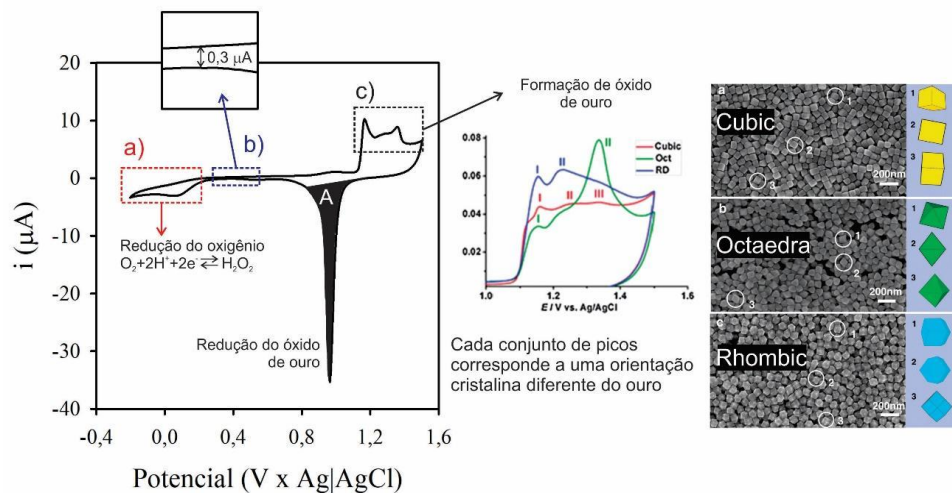 0,3 µA
20
10
0
-10
-20
-30
-40
i (µA)
-0,4
0,0
0,4
0,8
1,2
1,6
Potencial (V x Ag|AgCl)
a)
b)
c)
A
Redução do oxigênio
O₂+2H⁺+2e⁻⇄H₂O₂
Redução do óxido
de ouro
Formação de óxido
de ouro
0.08
0.06
0.04
0.02
0.00
Cubic
Oct
RD
I
II
II
I
II
III
I
1.0
1.2
1.4
1.6
E / V vs. Ag/AgCl
Cada conjunto de picos
corresponde a uma orientação
cristalina diferente do ouro
a
Cubic
1
2
3
200nm
1
2
3
b
Octaedra
1
2
3
200nm
1
2
3
c
Rhombic
1
2
3
200nm
1
2
3